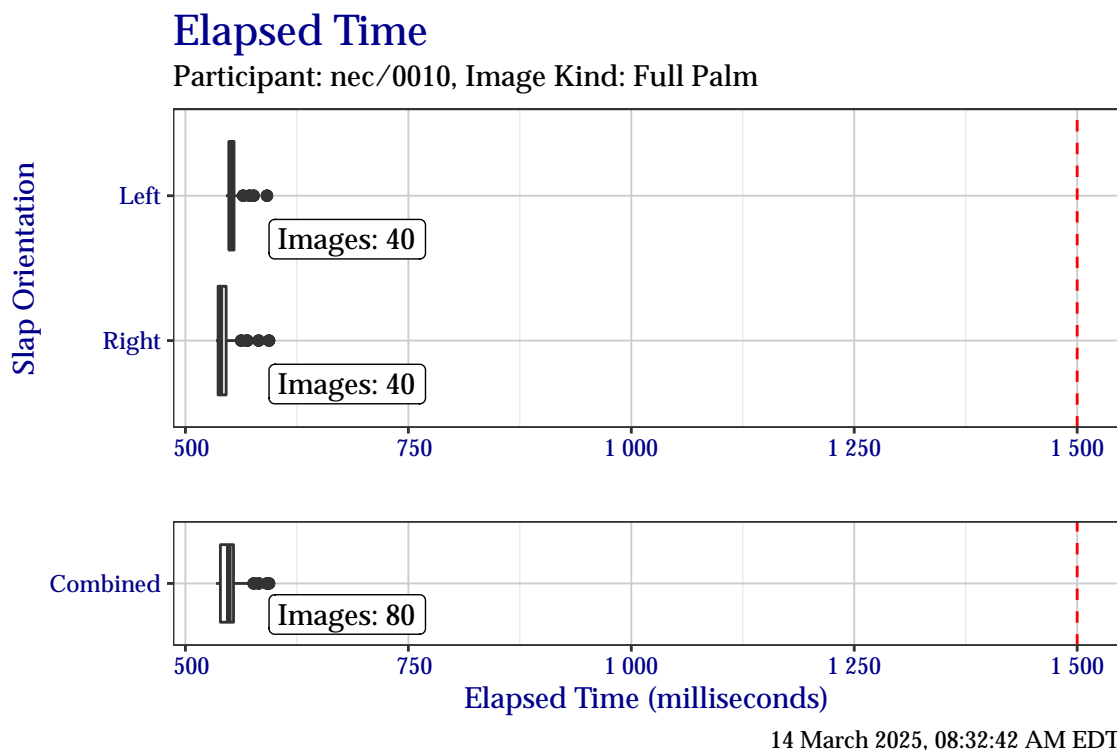 Elapsed Time
Participant: nec/0010, Image Kind: Full Palm
Slap Orientation
Left
Images: 40
Right
Images: 40
500 750 1 000 1 250 1 500
Combined
Images: 80
500 750 1 000 1 250 1 500
Elapsed Time (milliseconds)
14 March 2025, 08:32:42 AM EDT